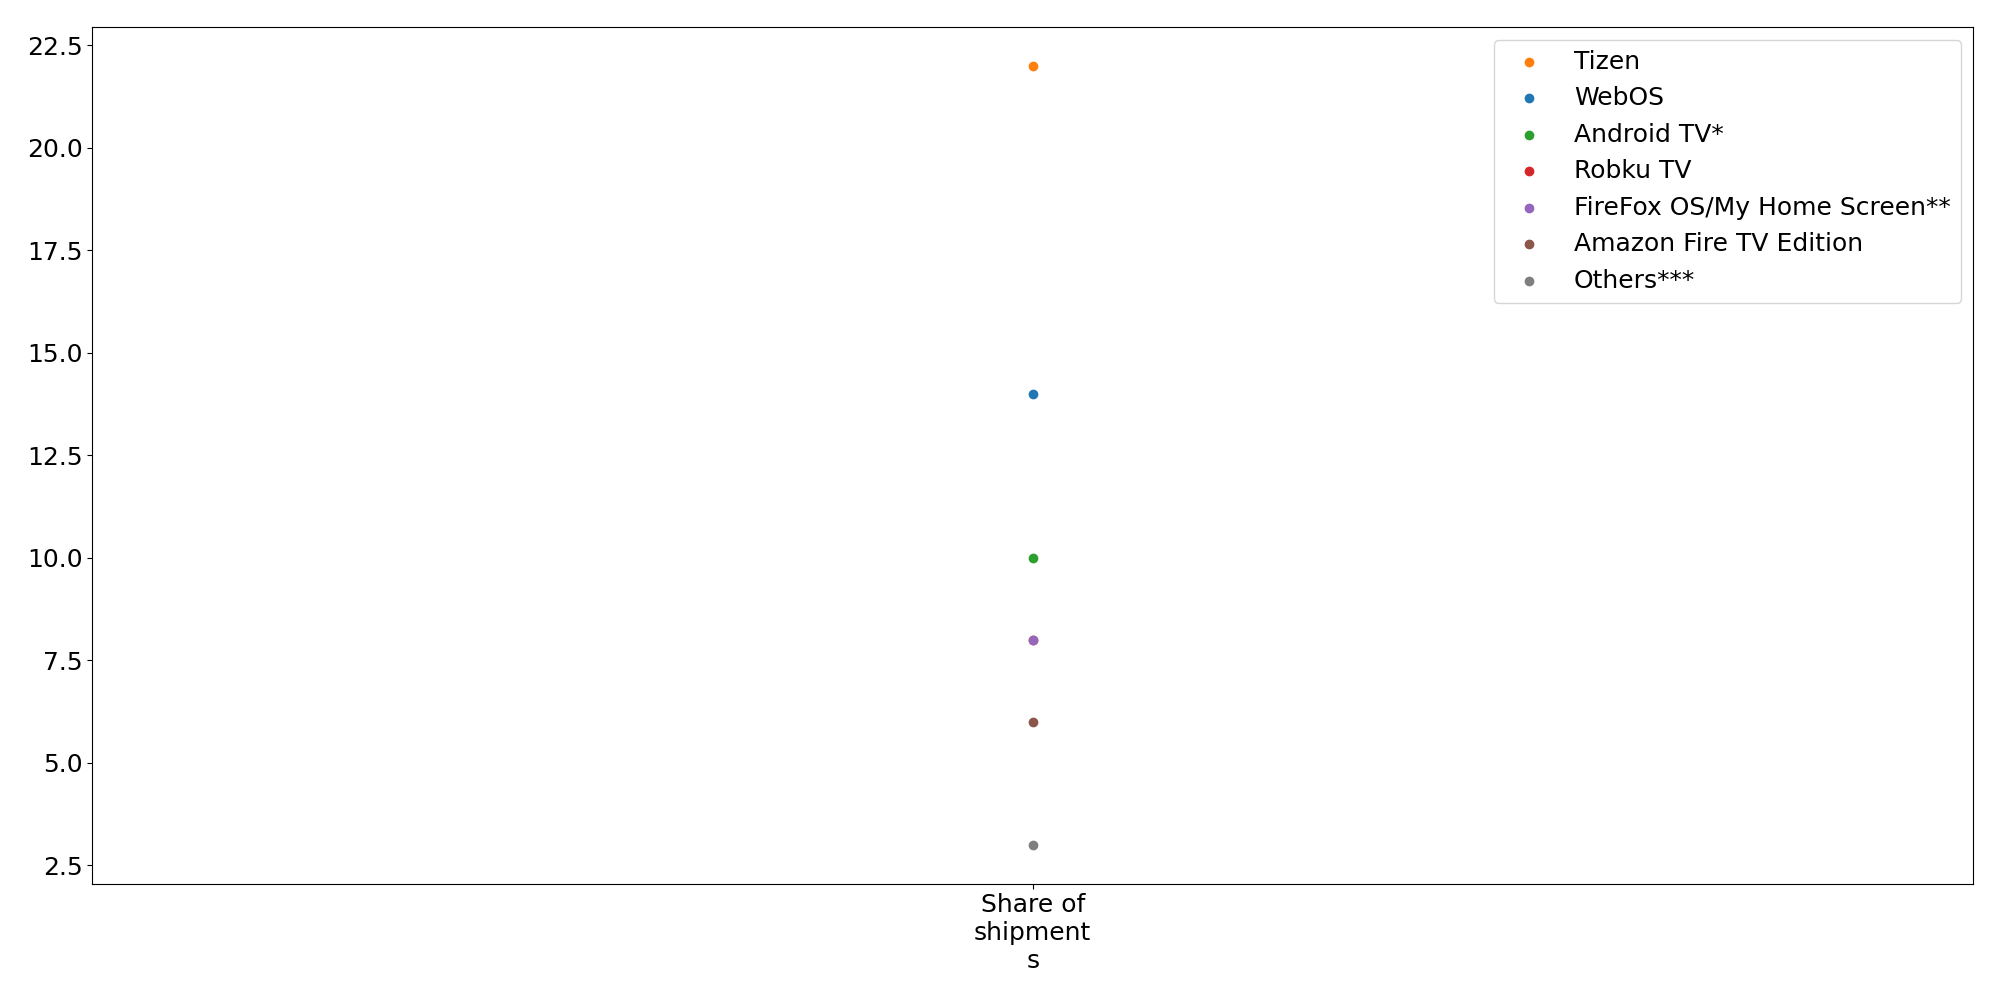 22.5
20.0
17.5
15.0
12.5
10.0
7.5
5.0
2.5
Tizen
WebOS
Android TV*
Robku TV
FireFox OS/My Home Screen**
Amazon Fire TV Edition
Others***
Share of
shipment
s